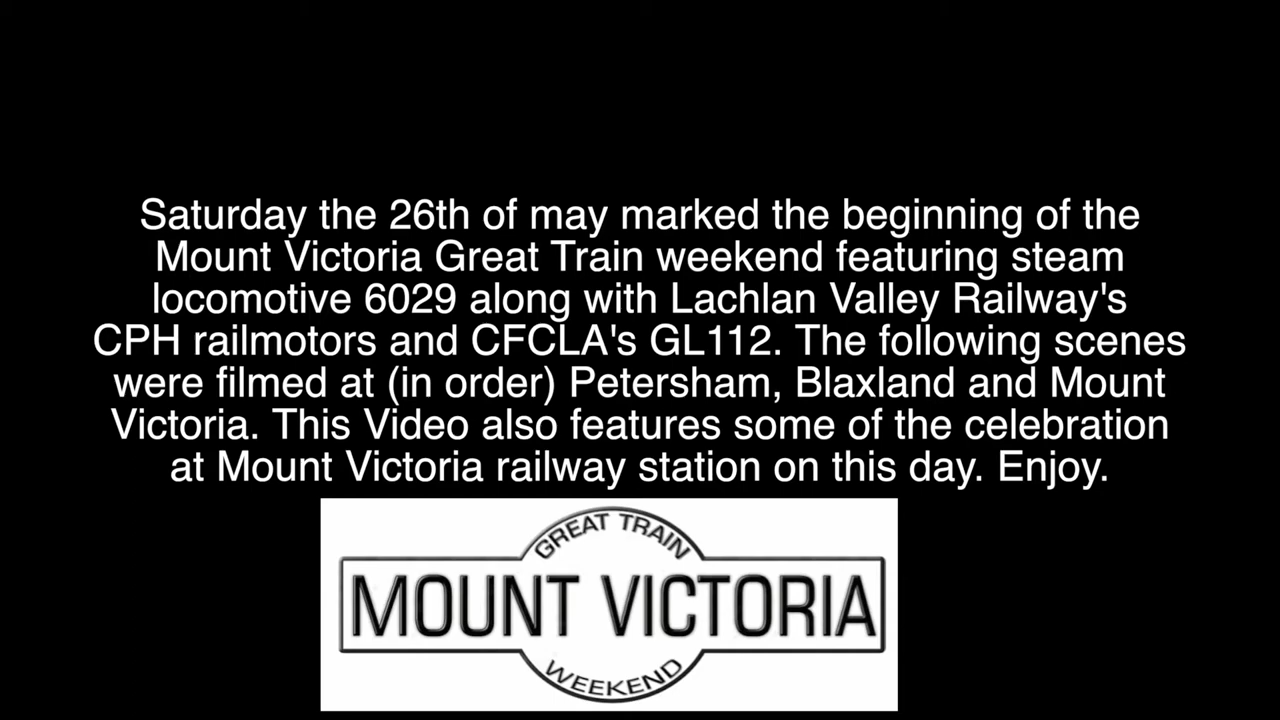 Saturday the 26th of may marked the beginning of the
Mount Victoria Great Train weekend featuring steam
locomotive 6029 along with Lachlan Valley Railway's
CPH railmotors and CFCLA's GL112. The following scenes
were filmed at (in order) Petersham, Blaxland and Mount
Victoria. This Video also features some of the celebration
at Mount Victoria railway station on this day. Enjoy.
GREAT TRAIN
MOUNT VICTORIA
WEEKEND